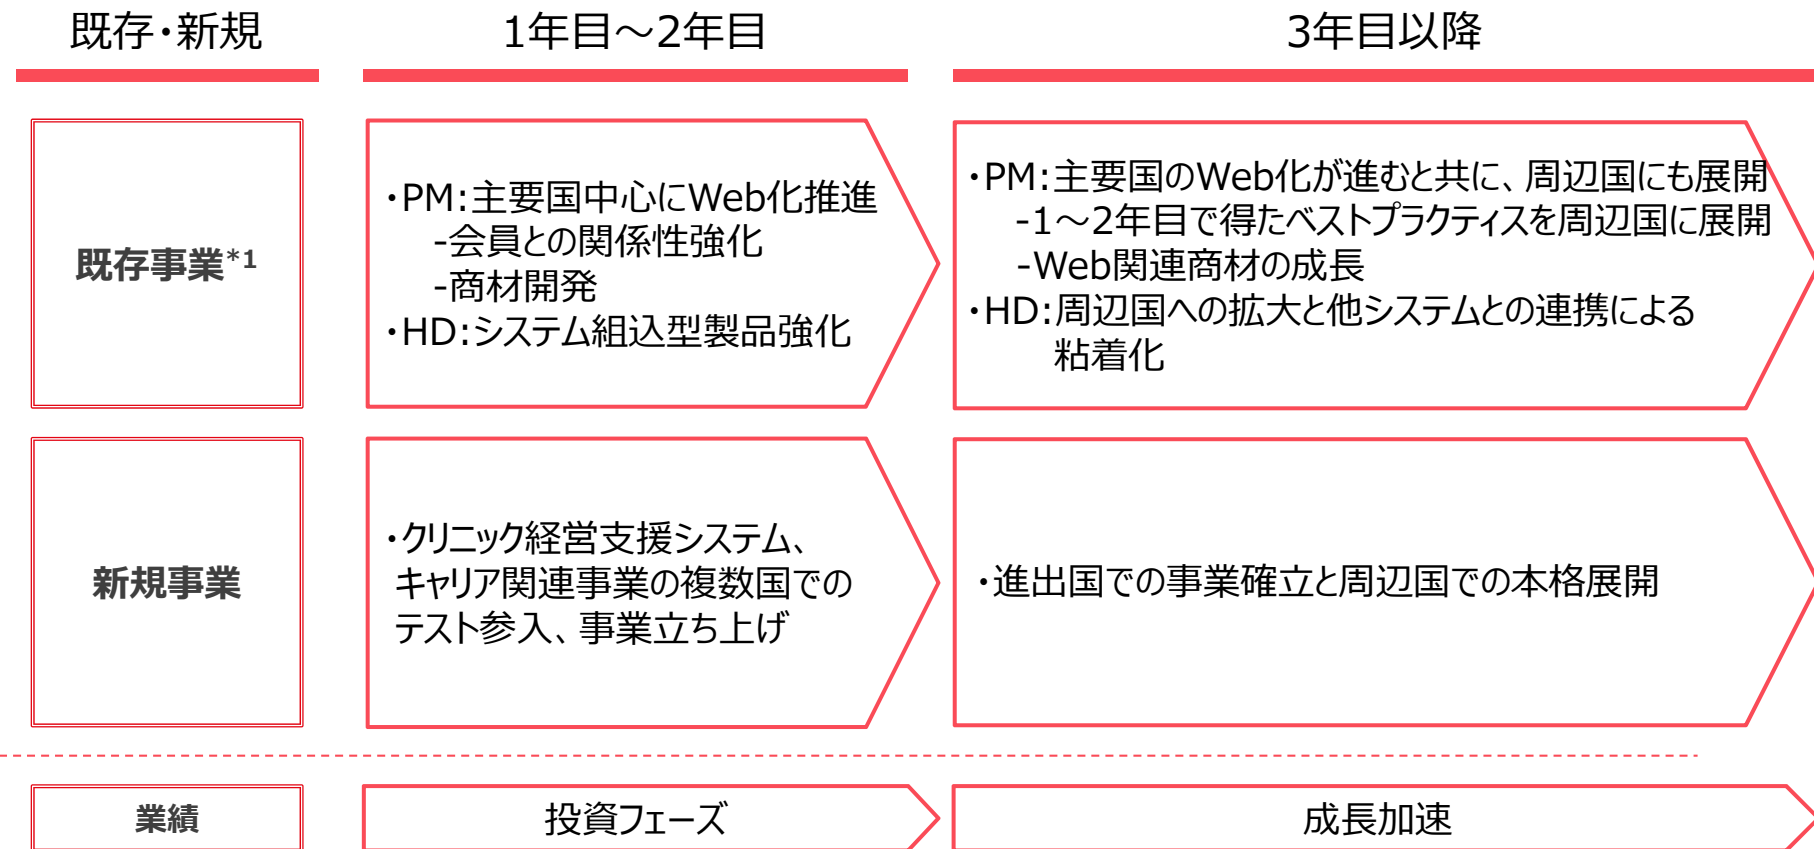 既存・新規
1年目～2年目
3年目以降
既存事業*1
・PM:主要国中心にWeb化推進
-会員との関係性強化
-商材開発
・HD:システム組込型製品強化
・PM:主要国のWeb化が進むと共に、周辺国にも展開
-1～2年目で得たベストプラクティスを周辺国に展開
-Web関連商材の成長
・HD:周辺国への拡大と他システムとの連携による
粘着化
新規事業
・クリニック経営支援システム、
キャリア関連事業の複数国での
テスト参入、事業立ち上げ
・進出国での事業確立と周辺国での本格展開
業績
投資フェーズ
成長加速